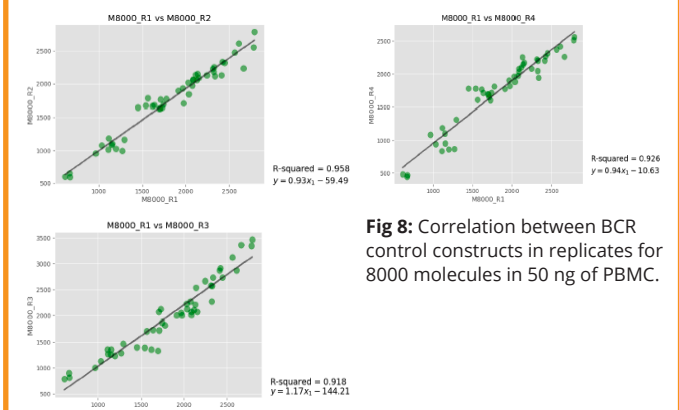 M8000_R1 vs M8000_R2
2500
2000
1500
1000
500
M8000_R2
1000
1500
2000
2500
M8000_R1
R-squared = 0.958
y = 0.93x₁ − 59.49
M8000_R1 vs M8000_R4
2500
2000
1500
1000
500
M8000_R4
1000
1500
2000
2500
M8000_R1
R-squared = 0.926
y = 0.94x₁ − 10.63
M8000_R1 vs M8000_R3
3500
3000
2500
2000
1500
1000
500
M8000_R3
1000
1500
2000
2500
R-squared = 0.918
y = 1.17x₁ − 144.21
Fig 8: Correlation between BCR
control constructs in replicates for
8000 molecules in 50 ng of PBMC.